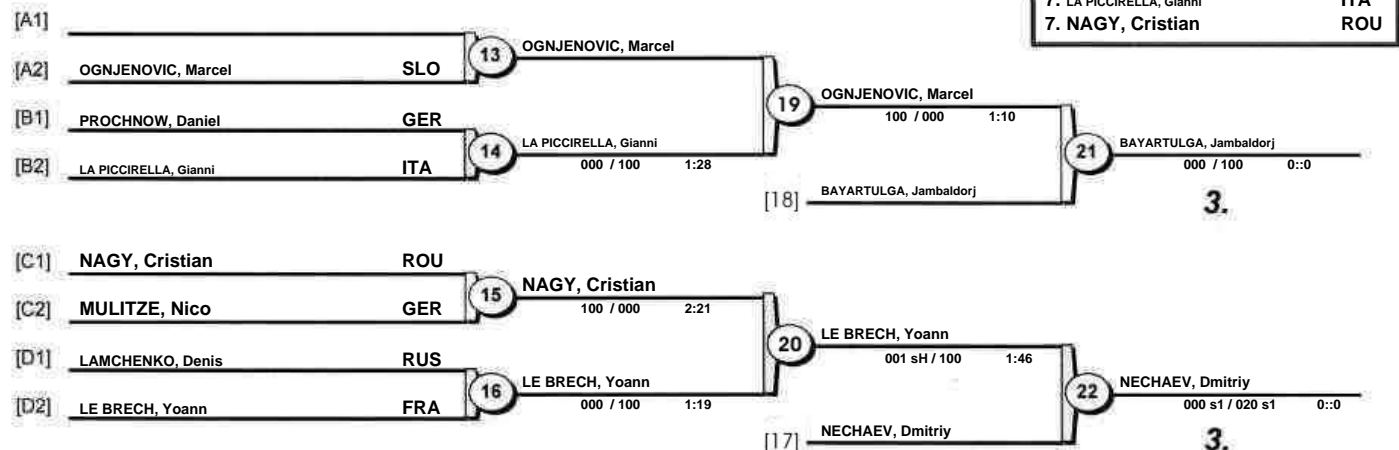 7. LA PICCIRELLA, Gianni ITA
7. NAGY, Cristian ROU
[A1]
[A2] OGNJENOVIC, Marcel SLO
13 OGNJENOVIC, Marcel
[B1] PROCHNOW, Daniel GER
[B2] LA PICCIRELLA, Gianni ITA
14 LA PICCIRELLA, Gianni
000 / 100 1:28
19 OGNJENOVIC, Marcel
100 / 000 1:10
[18] BAYARTULGA, Jambaldorj
21 BAYARTULGA, Jambaldorj
000 / 100 0::0
3.
[C1] NAGY, Cristian ROU
[C2] MULITZE, Nico GER
15 NAGY, Cristian
100 / 000 2:21
[D1] LAMCHENKO, Denis RUS
[D2] LE BRECH, Yoann FRA
16 LE BRECH, Yoann
000 / 100 1:19
20 LE BRECH, Yoann
001 sH / 100 1:46
[17] NECHAEV, Dmitriy
22 NECHAEV, Dmitriy
000 s1 / 020 s1 0::0
3.